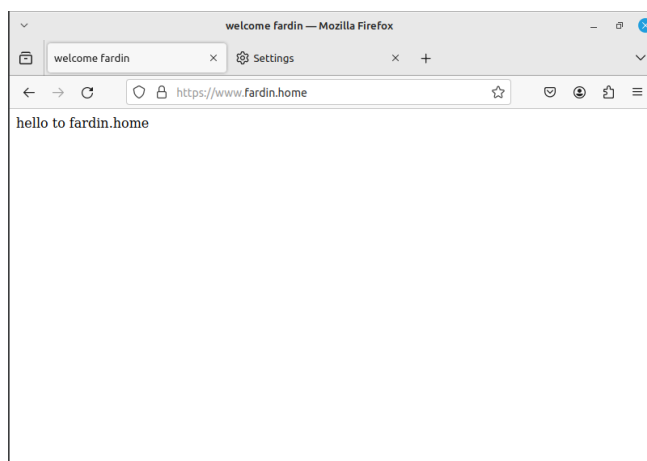 welcome fardin — Mozilla Firefox
welcome fardin
Settings
https://www.fardin.home
hello to fardin.home